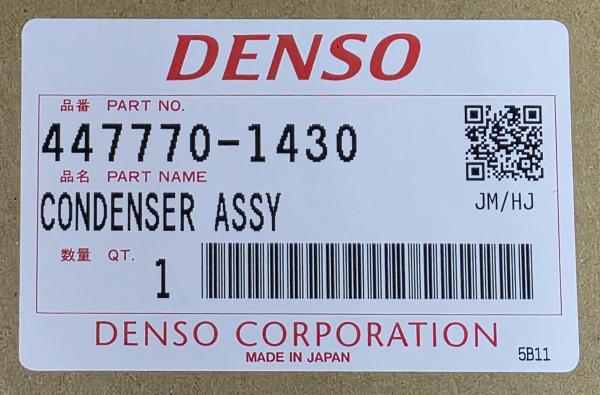 DENSO
品番 PART NO.
447770-1430
品名 PART NAME
CONDENSER ASSY
JM/HJ
数量 QT.
1
DENSO CORPORATION
MADE IN JAPAN
5B11